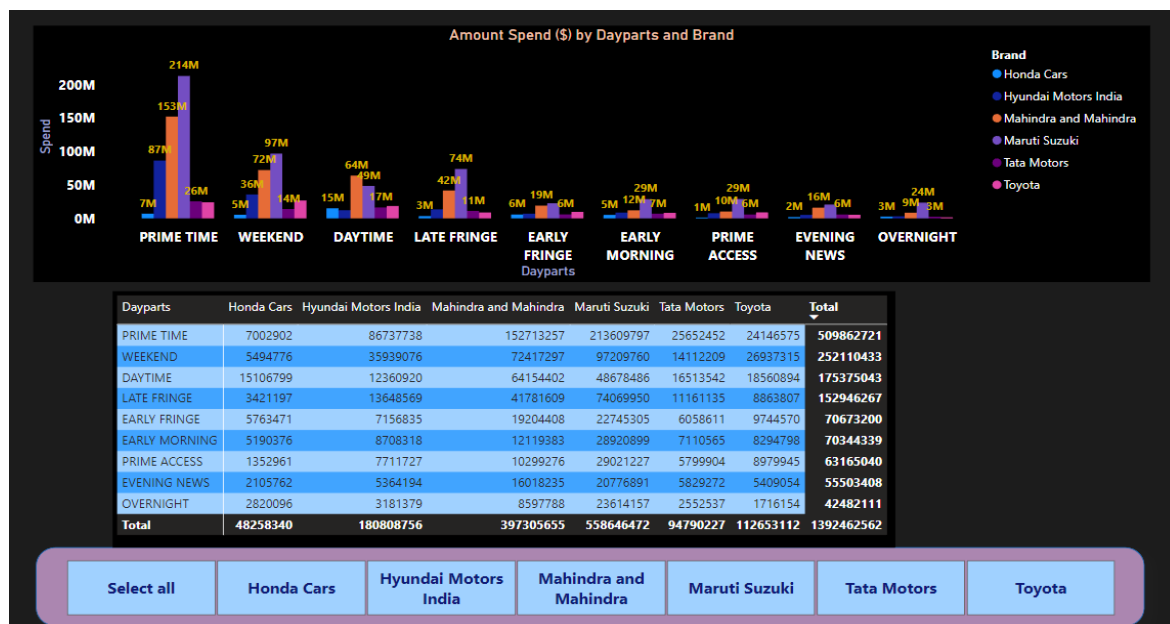 Amount Spend ($) by Dayparts and Brand
Spend
200M
150M
100M
50M
0M
7M 87M 153M 214M 26M
5M 36M 72M 97M 14M
15M 64M 49M 17M
3M 42M 74M 11M
6M 19M 6M
5M 12M 29M 7M
1M 10M 29M 6M
2M 16M 6M
3M 9M 24M 3M
PRIME TIME WEEKEND DAYTIME LATE FRINGE EARLY FRINGE EARLY MORNING PRIME ACCESS EVENING NEWS OVERNIGHT
Dayparts
Brand
Honda Cars
Hyundai Motors India
Mahindra and Mahindra
Maruti Suzuki
Tata Motors
Toyota
Dayparts Honda Cars Hyundai Motors India Mahindra and Mahindra Maruti Suzuki Tata Motors Toyota Total
PRIME TIME 7002902 86737738 152713257 213609797 25652452 24146575 509862721
WEEKEND 5494776 35939076 72417297 97209760 14112209 26937315 252110433
DAYTIME 15106799 12360920 64154402 48678486 16513542 18560894 175375043
LATE FRINGE 3421197 13648569 41781609 74069950 11161135 8863807 152946267
EARLY FRINGE 5763471 7156835 19204408 22745305 6058611 9744570 70673200
EARLY MORNING 5190376 8708318 12119383 28920899 7110565 8294798 70344339
PRIME ACCESS 1352961 7711727 10299276 29021227 5799904 8979945 63165040
EVENING NEWS 2105762 5364194 16018235 20776891 5829272 5409054 55503408
OVERNIGHT 2820096 3181379 8597788 23614157 2552537 1716154 42482111
Total 48258340 180808756 397305655 558646472 94790227 112653112 1392462562
Select all
Honda Cars
Hyundai Motors
India
Mahindra and
Mahindra
Maruti Suzuki
Tata Motors
Toyota